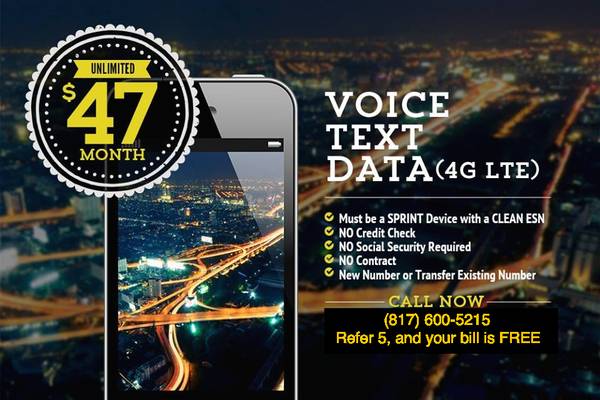 UNLIMITED
$47
MONTH
VOICE
TEXT
DATA (4G LTE)
Must be a SPRINT Device with a CLEAN ESN
NO Credit Check
NO Social Security Required
NO Contract
New Number or Transfer Existing Number
CALL NOW
(817) 600-5215
Refer 5, and your bill is FREE